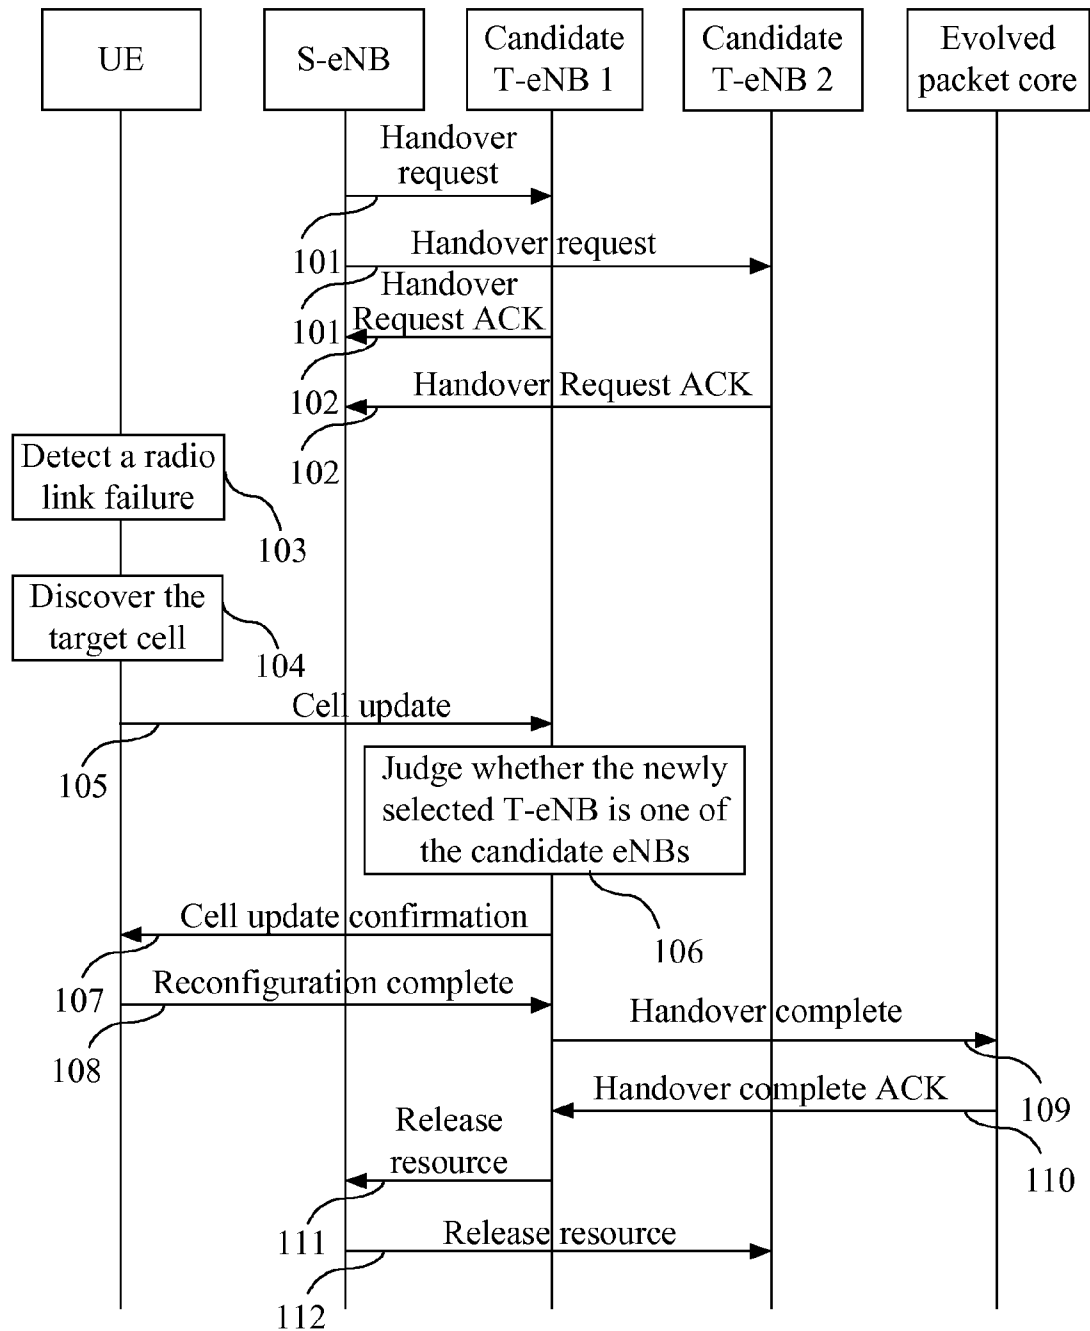 UE
S-eNB
Candidate
T-eNB 1
Candidate
T-eNB 2
Evolved
packet core
Handover
request
101
Handover request
101
Handover
Request ACK
102
Handover Request ACK
102
Detect a radio
link failure
103
Discover the
target cell
104
Cell update
105
Judge whether the newly
selected T-eNB is one of
the candidate eNBs
106
Cell update confirmation
107
Reconfiguration complete
108
Handover complete
109
Handover complete ACK
110
Release
resource
111
Release resource
112